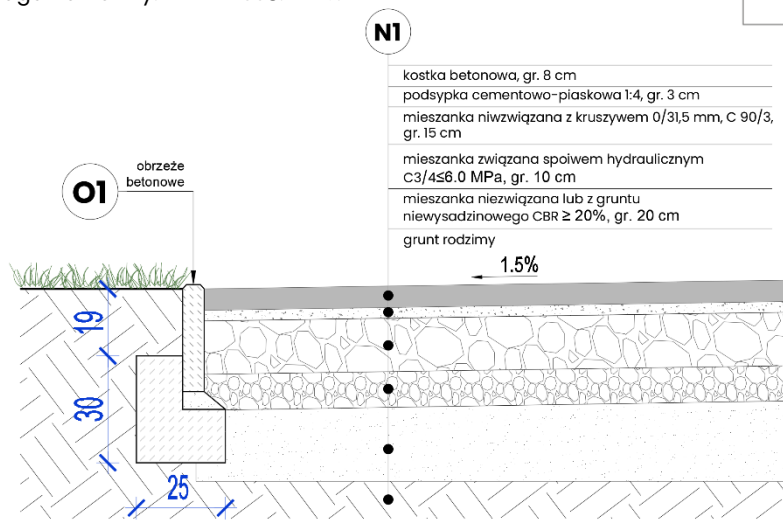 N1
kostka betonowa, gr. 8 cm
podsypka cementowo-piaskowa 1:4, gr. 3 cm
mieszanka niwzwiązana z kruszywem 0/31,5 mm, C 90/3,
gr. 15 cm
mieszanka związana spoiwem hydraulicznym
C3/4≤6.0 MPa, gr. 10 cm
mieszanka niezwiązana lub z gruntu
niewysadzinowego CBR ≥ 20%, gr. 20 cm
grunt rodzimy
obrzeże
betonowe
O1
1.5%
19
30
25